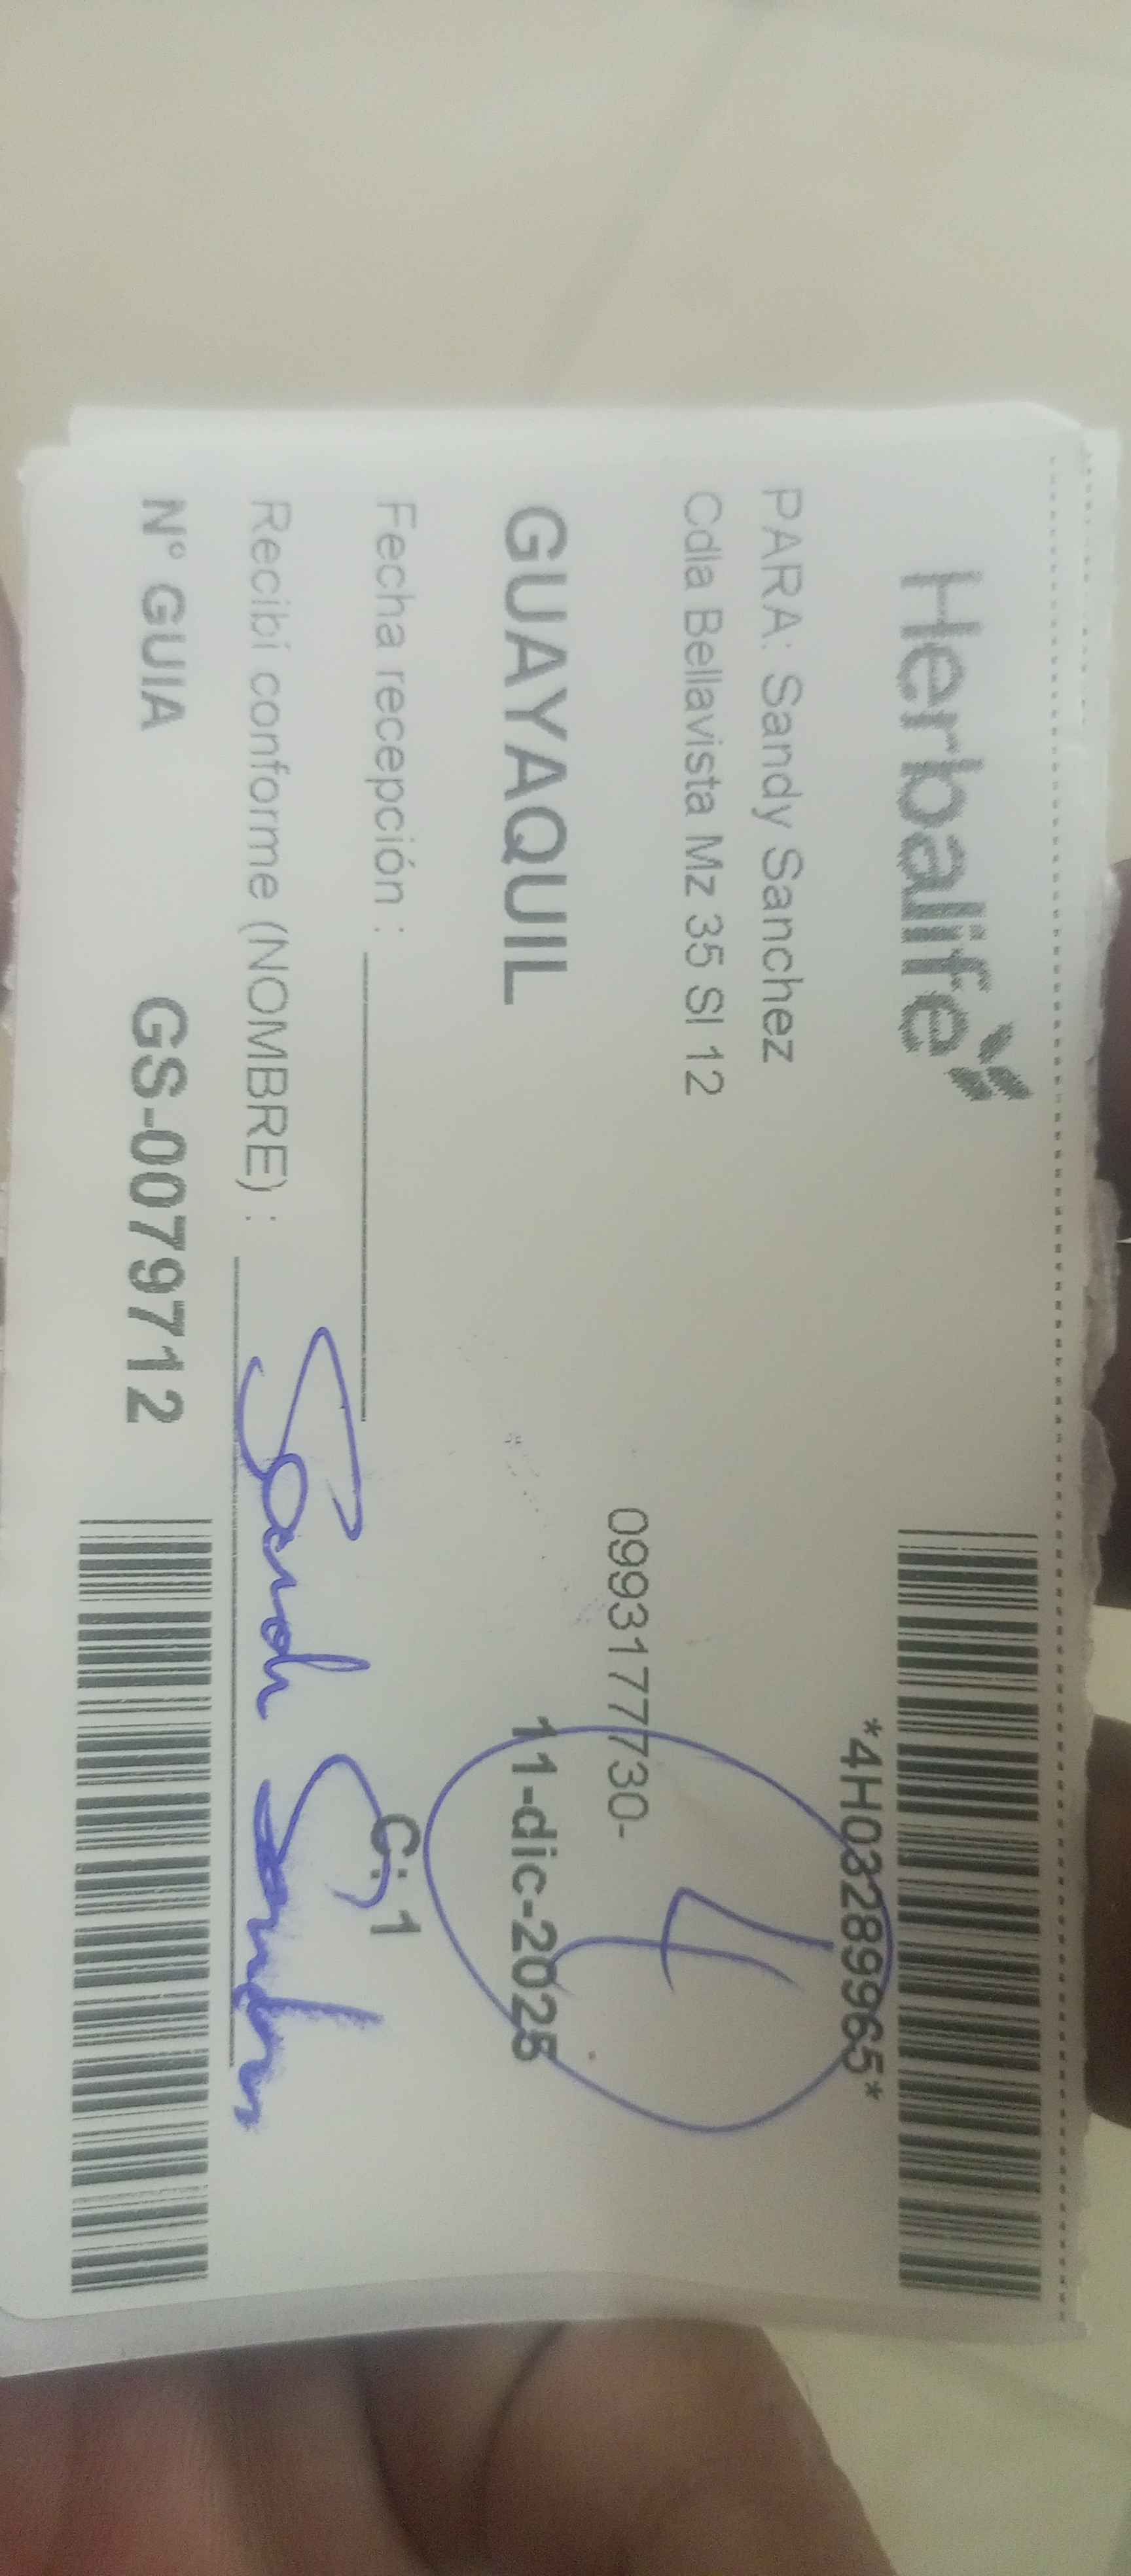 Herbalife
*4H03289965*
PARA: Sandy Sanchez
Cdla Bellavista Mz 35 Sl 12
0993177730-
4
GUAYAQUIL
11-dic-2025
Fecha recepción :
C: 1
Recibí conforme (NOMBRE) :
N° GUIA
GS-0079712